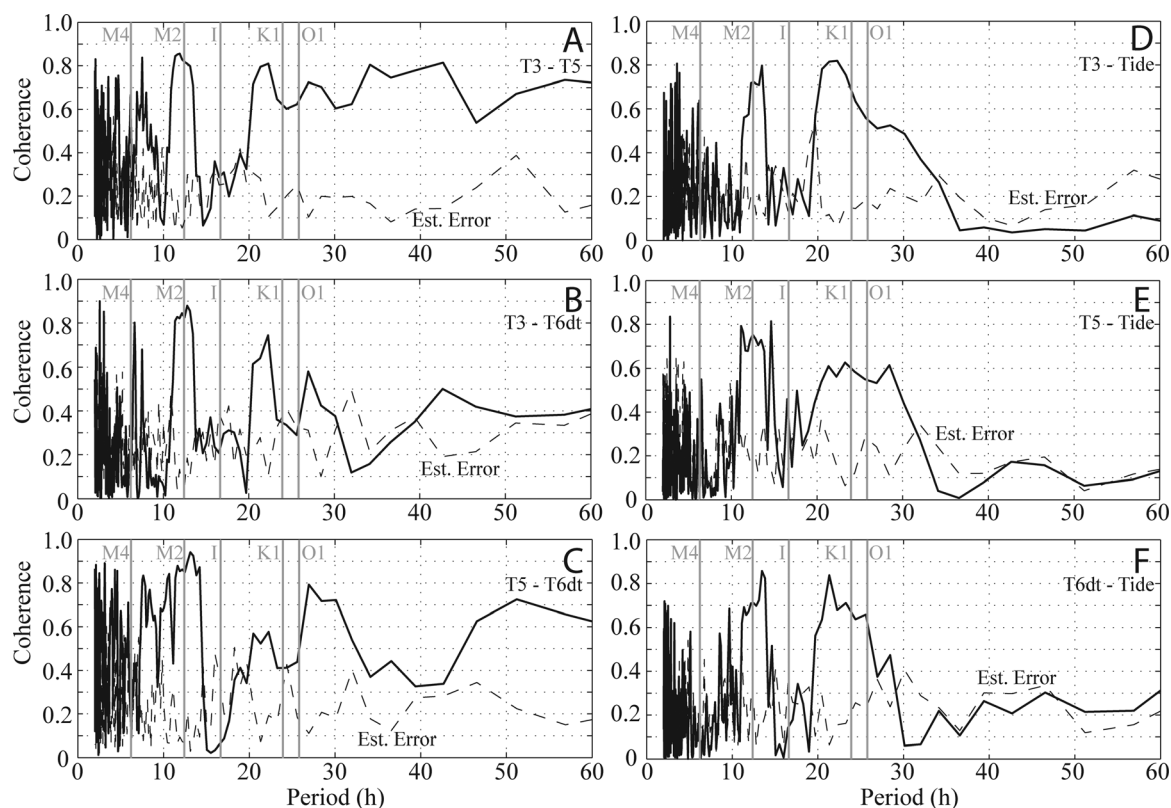 M4 M2 I K1 O1 A
T3 - T5
Est. Error
Coherence
1.0
0.8
0.6
0.4
0.2
0
0 10 20 30 40 50 60
M4 M2 I K1 O1 D
T3 - Tide
Est. Error
Coherence
1.0
0.8
0.6
0.4
0.2
0
0 10 20 30 40 50 60
M4 M2 I K1 O1 B
T3 - T6dt
Est. Error
Coherence
1.0
0.8
0.6
0.4
0.2
0
0 10 20 30 40 50 60
M4 M2 I K1 O1 E
T5 - Tide
Est. Error
Coherence
1.0
0.8
0.6
0.4
0.2
0
0 10 20 30 40 50 60
M4 M2 I K1 O1 C
T5 - T6dt
Est. Error
Coherence
1.0
0.8
0.6
0.4
0.2
0
0 10 20 30 40 50 60
Period (h)
M4 M2 I K1 O1 F
T6dt - Tide
Est. Error
Coherence
1.0
0.8
0.6
0.4
0.2
0
0 10 20 30 40 50 60
Period (h)